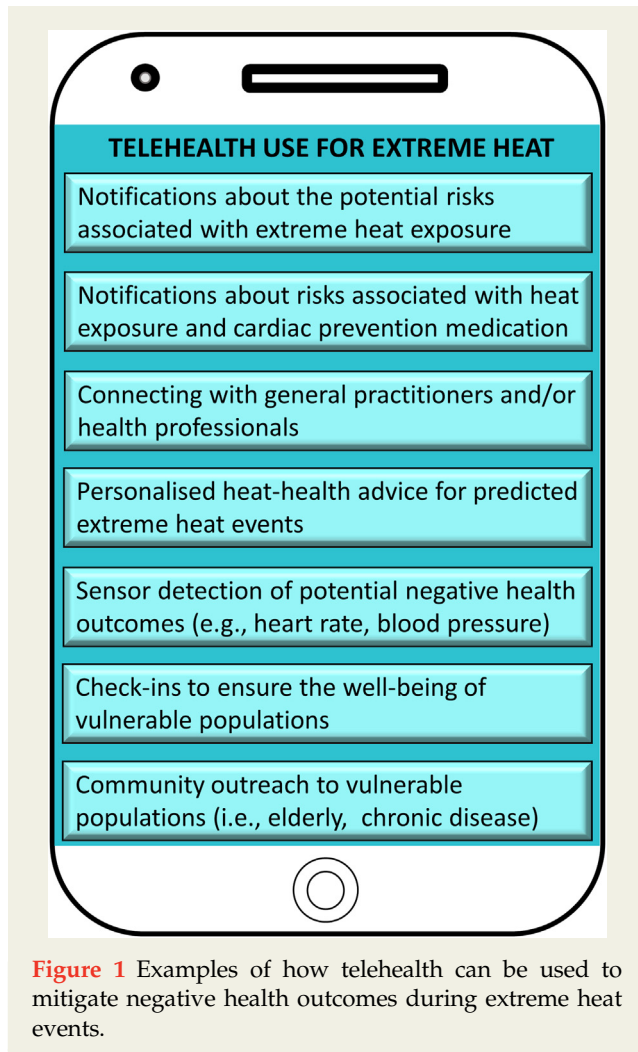 TELEHEALTH USE FOR EXTREME HEAT
Notifications about the potential risks
associated with extreme heat exposure
Notifications about risks associated with heat
exposure and cardiac prevention medication
Connecting with general practitioners and/or
health professionals
Personalised heat-health advice for predicted
extreme heat events
Sensor detection of potential negative health
outcomes (e.g., heart rate, blood pressure)
Check-ins to ensure the well-being of
vulnerable populations
Community outreach to vulnerable
populations (i.e., elderly, chronic disease)
Figure 1 Examples of how telehealth can be used to
mitigate negative health outcomes during extreme heat
events.